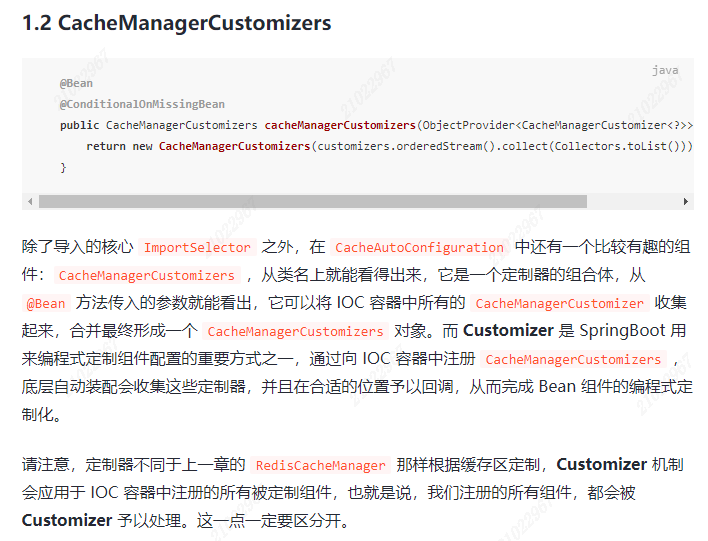 1.2 CacheManagerCustomizers
java
@Bean
@ConditionalOnMissingBean
public CacheManagerCustomizers cacheManagerCustomizers(ObjectProvider<CacheManagerCustomizer<?>>
return new CacheManagerCustomizers(customizers.orderedStream().collect(Collectors.toList()))
}
除了导入的核心 ImportSelector 之外，在 CacheAutoConfiguration 中还有一个比较有趣的组
件： CacheManagerCustomizers ，从类名上就能看得出来，它是一个定制器的组合体，从
@Bean 方法传入的参数就能看出，它可以将 IOC 容器中所有的 CacheManagerCustomizer 收集
起来，合并最终形成一个 CacheManagerCustomizers 对象。而 Customizer 是 SpringBoot 用
来编程式定制组件配置的重要方式之一，通过向 IOC 容器中注册 CacheManagerCustomizers ，
底层自动装配会收集这些定制器，并且在合适的位置予以回调，从而完成 Bean 组件的编程式定
制化。
请注意，定制器不同于上一章的 RedisCacheManager 那样根据缓存区定制，Customizer 机制
会应用于 IOC 容器中注册的所有被定制组件，也就是说，我们注册的所有组件，都会被
Customizer 予以处理。这一点一定要区分开。
21022967